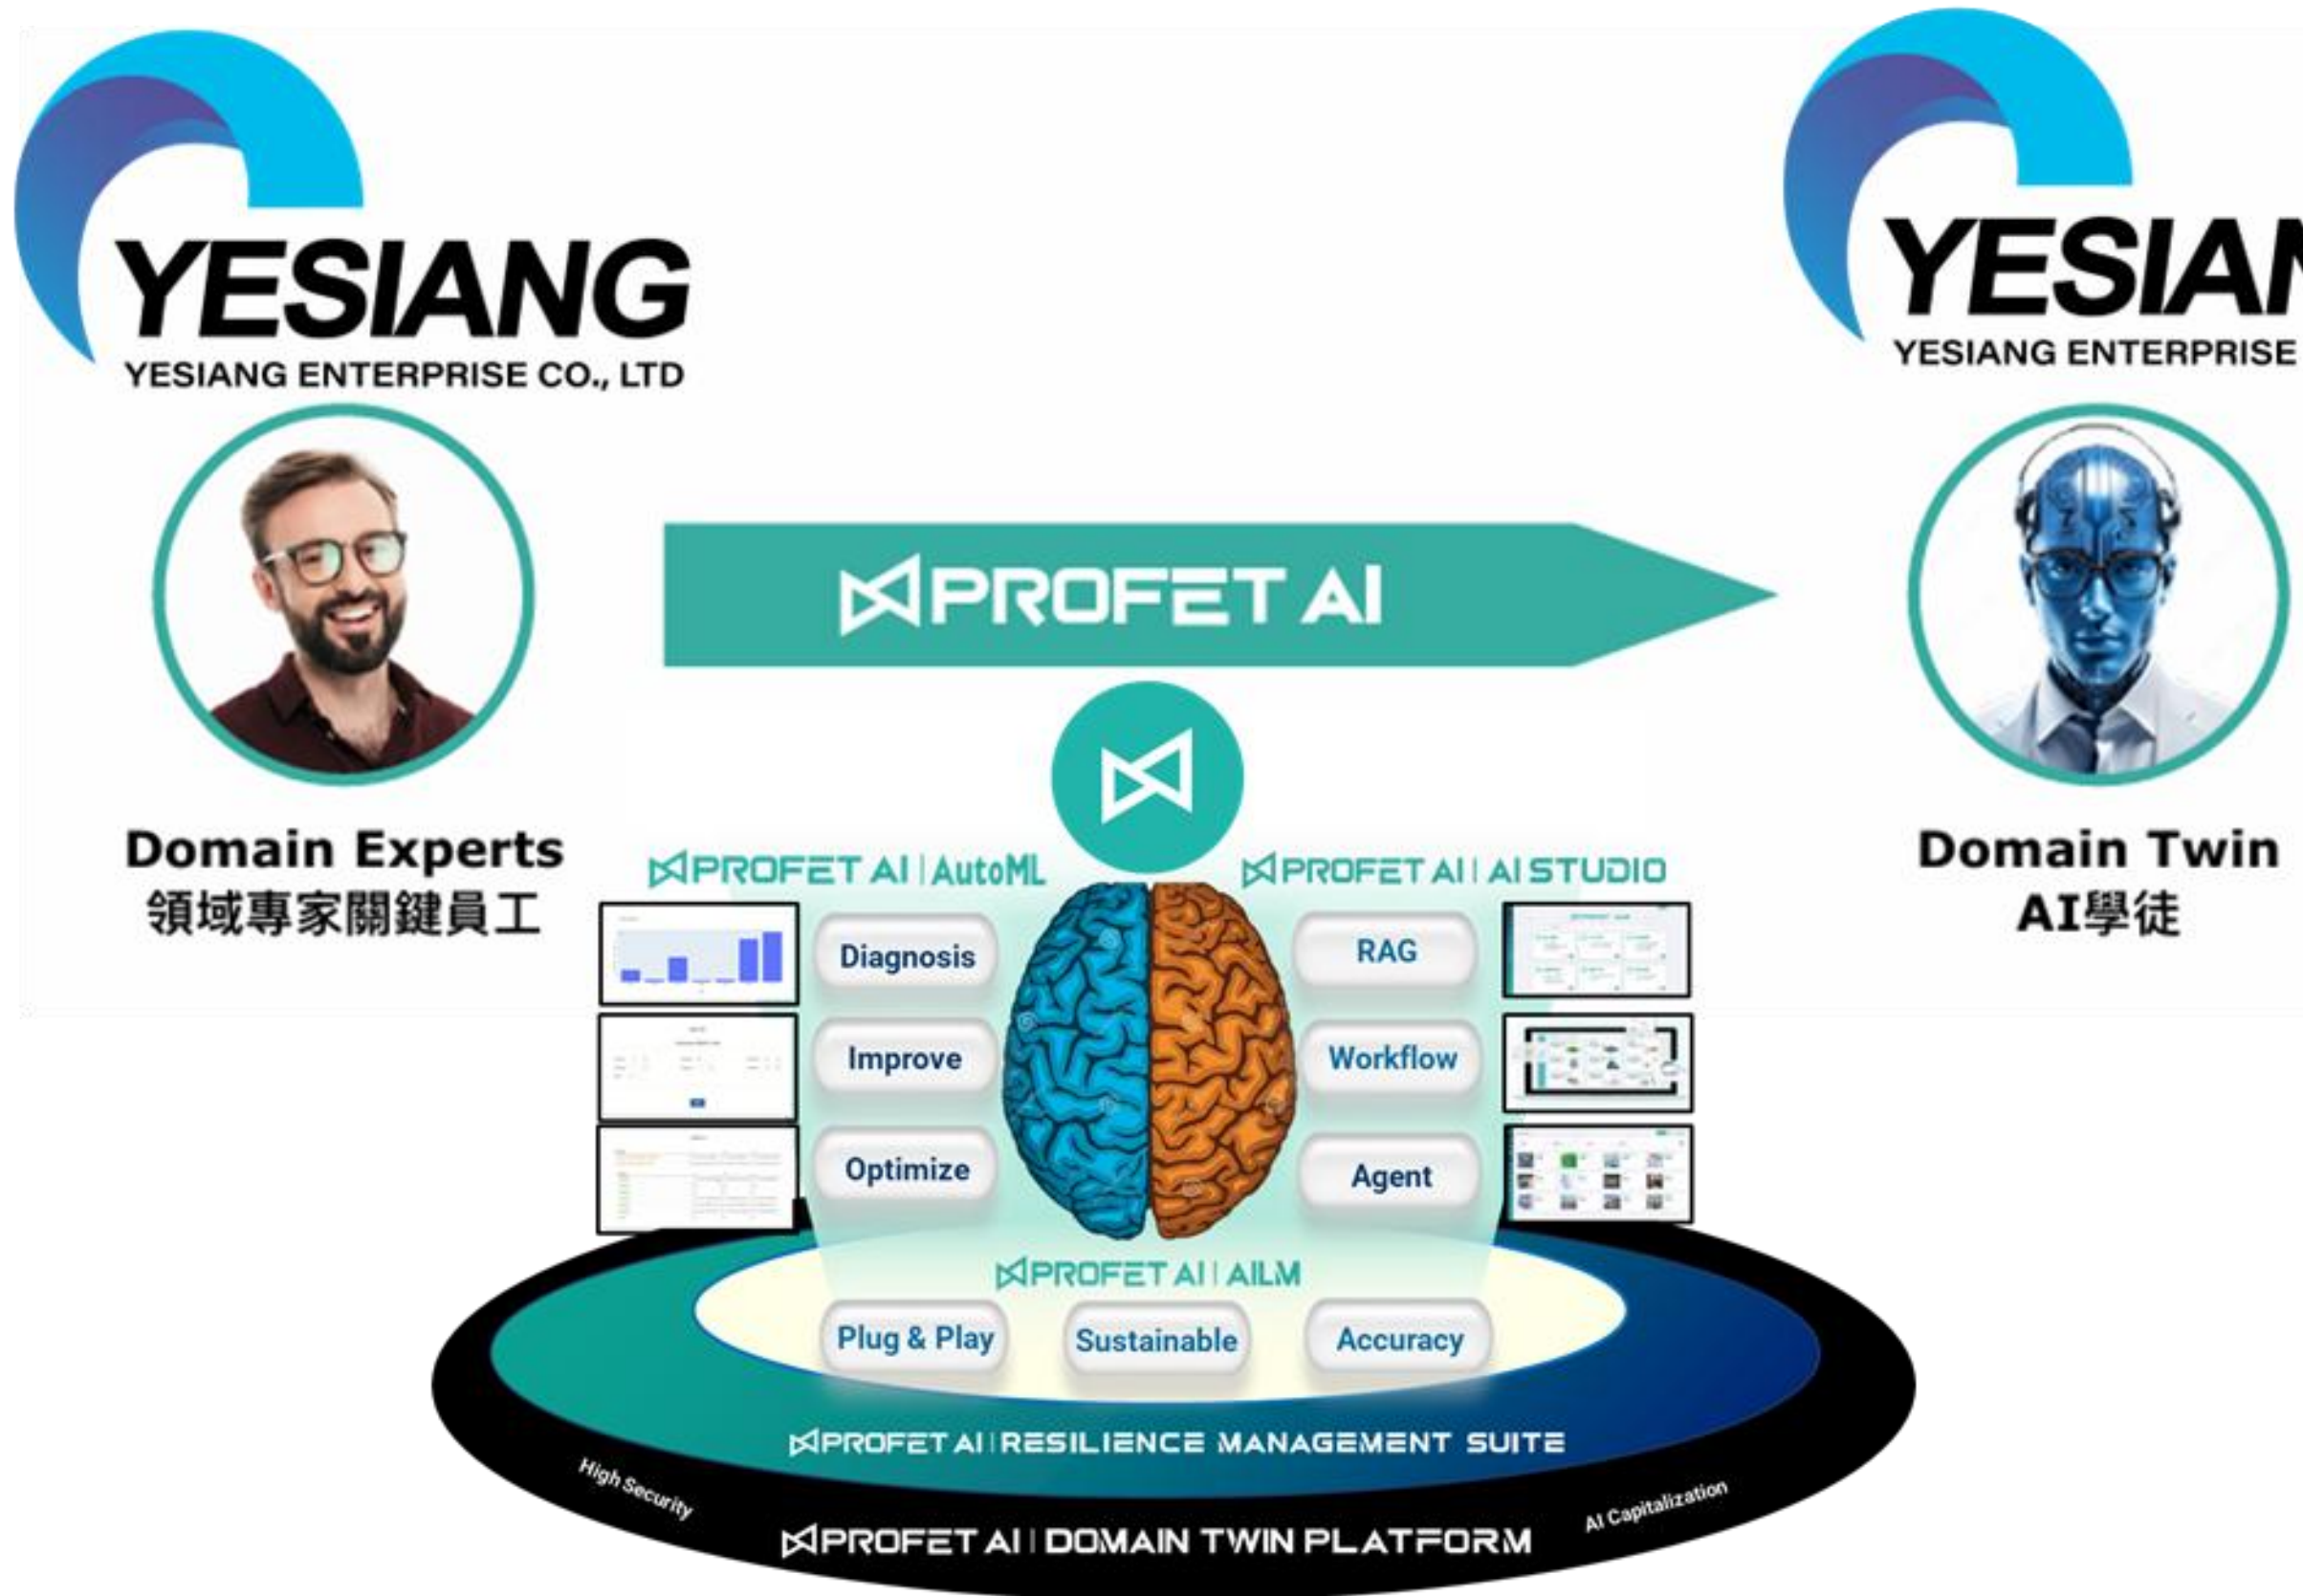 YESIANG
YESIANG ENTERPRISE CO., LTD
YESIAN
YESIANG ENTERPRISE
PROFET AI
Domain Experts
領域專家關鍵員工
Domain Twin
AI學徒
PROFET AI | AutoML
PROFET AI | AI STUDIO
Diagnosis
RAG
Improve
Workflow
Optimize
Agent
PROFET AI | AILM
Plug & Play
Sustainable
Accuracy
PROFET AI | RESILIENCE MANAGEMENT SUITE
High Security
AI Capitalization
PROFET AI | DOMAIN TWIN PLATFORM